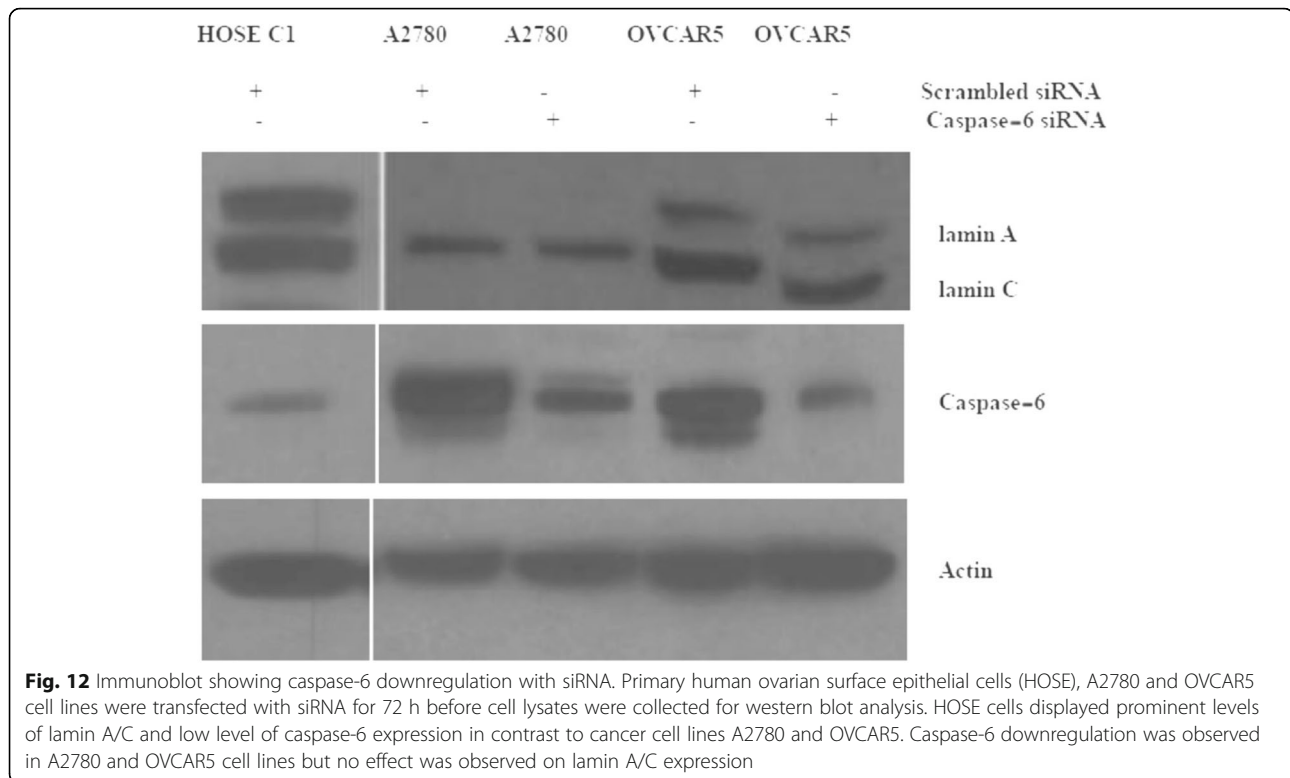 HOSE C1 A2780 A2780 OVCAR5 OVCAR5
+ + - + - Scrambled siRNA
- - + - + Caspase-6 siRNA
lamin A
lamin C
Caspase-6
Actin
Fig. 12 Immunoblot showing caspase-6 downregulation with siRNA. Primary human ovarian surface epithelial cells (HOSE), A2780 and OVCAR5
cell lines were transfected with siRNA for 72 h before cell lysates were collected for western blot analysis. HOSE cells displayed prominent levels
of lamin A/C and low level of caspase-6 expression in contrast to cancer cell lines A2780 and OVCAR5. Caspase-6 downregulation was observed
in A2780 and OVCAR5 cell lines but no effect was observed on lamin A/C expression